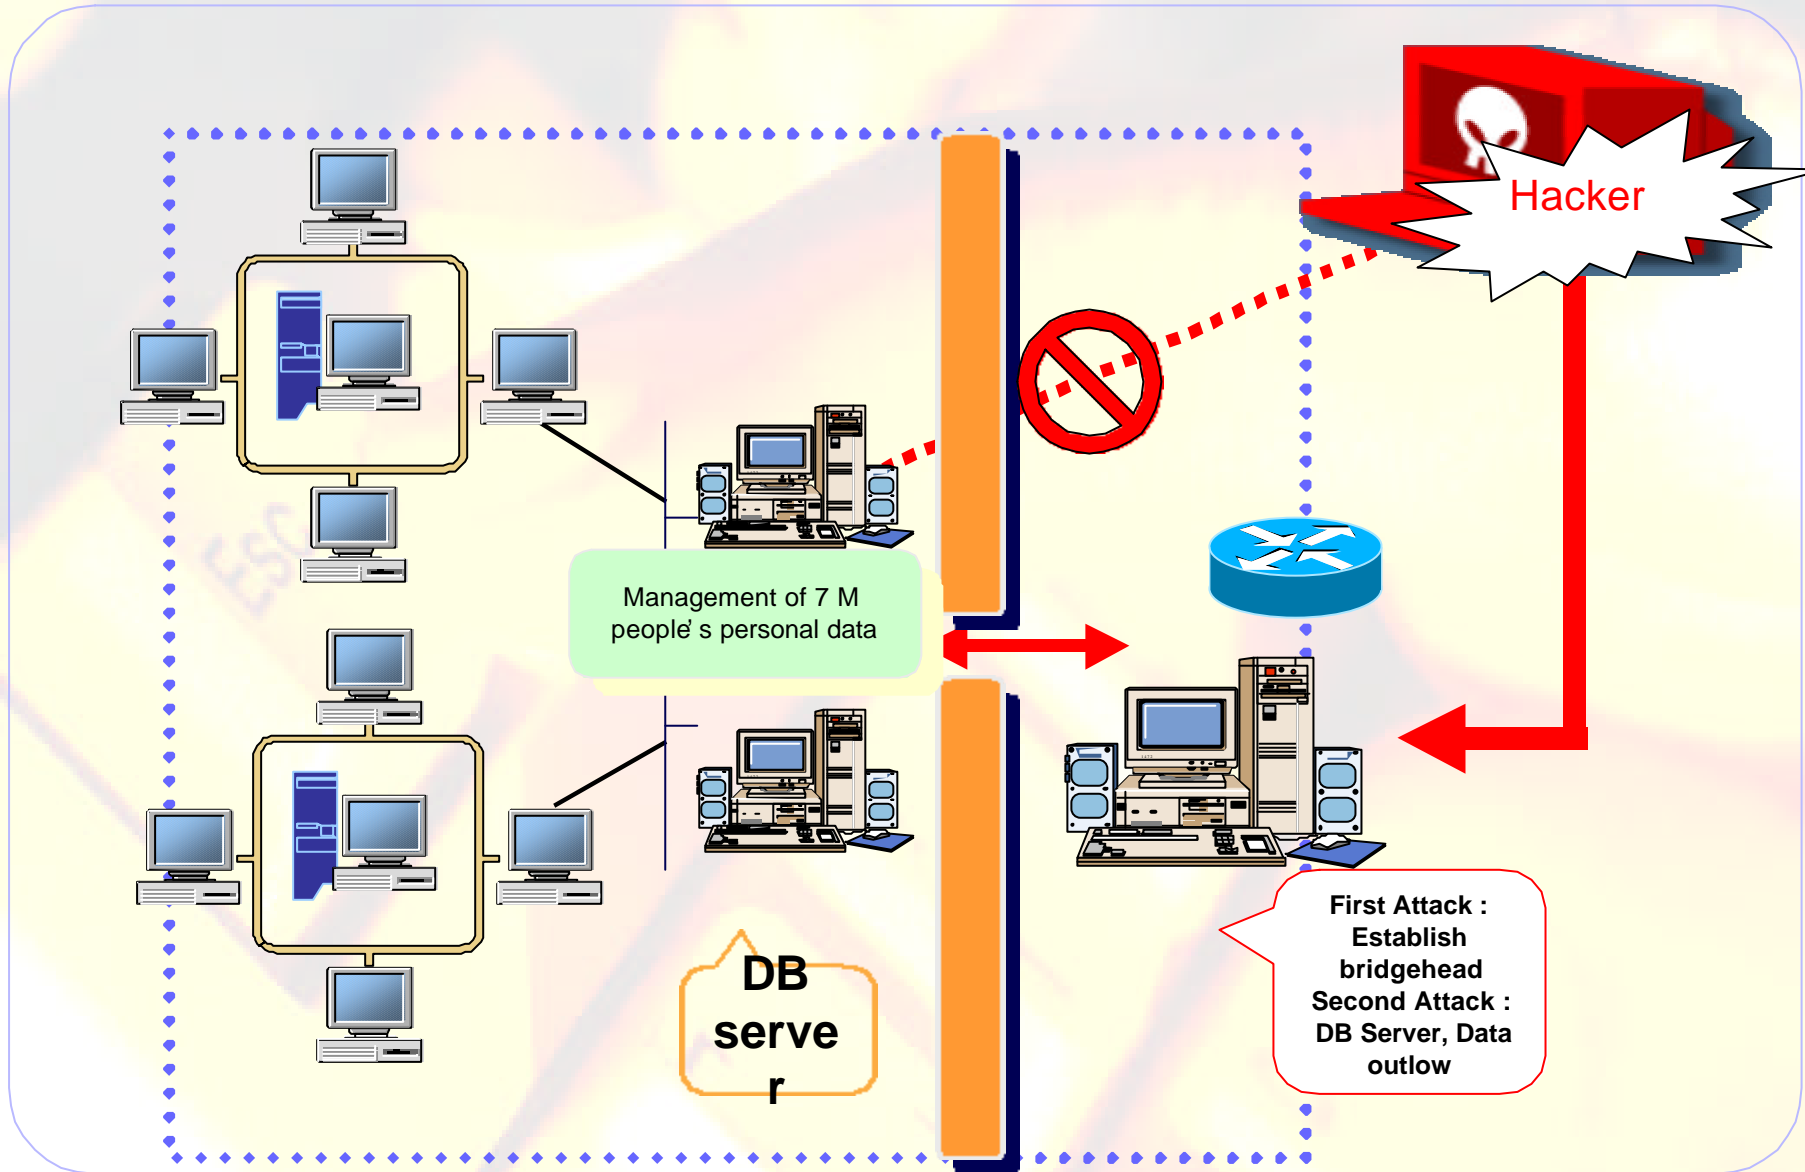 Hacker
ESC
Management of 7 M
people's personal data
DB
serve
r
First Attack :
Establish
bridgehead
Second Attack :
DB Server, Data
outlow